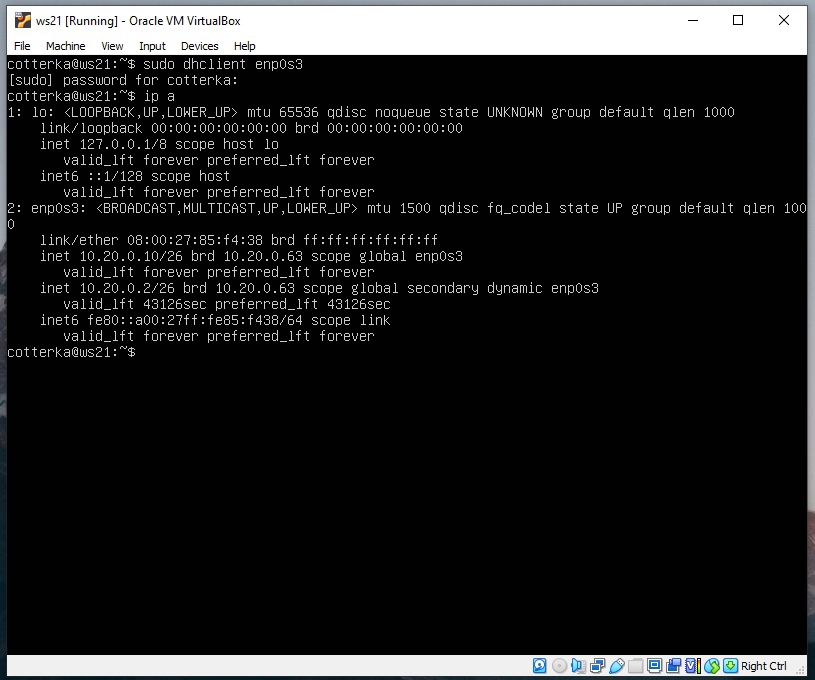 ws21 [Running] - Oracle VM VirtualBox
File Machine View Input Devices Help
cotterka@ws21:~$ sudo dhclient enp0s3
[sudo] password for cotterka:
cotterka@ws21:~$ ip a
1: lo: <LOOPBACK,UP,LOWER_UP> mtu 65536 qdisc noqueue state UNKNOWN group default qlen 1000
    link/loopback 00:00:00:00:00:00 brd 00:00:00:00:00:00
    inet 127.0.0.1/8 scope host lo
       valid_lft forever preferred_lft forever
    inet6 ::1/128 scope host
       valid_lft forever preferred_lft forever
2: enp0s3: <BROADCAST,MULTICAST,UP,LOWER_UP> mtu 1500 qdisc fq_codel state UP group default qlen 100
0
    link/ether 08:00:27:85:f4:38 brd ff:ff:ff:ff:ff:ff
    inet 10.20.0.10/26 brd 10.20.0.63 scope global enp0s3
       valid_lft forever preferred_lft forever
    inet 10.20.0.2/26 brd 10.20.0.63 scope global secondary dynamic enp0s3
       valid_lft 43126sec preferred_lft 43126sec
    inet6 fe80::a00:27ff:fe85:f438/64 scope link
       valid_lft forever preferred_lft forever
cotterka@ws21:~$
Right Ctrl